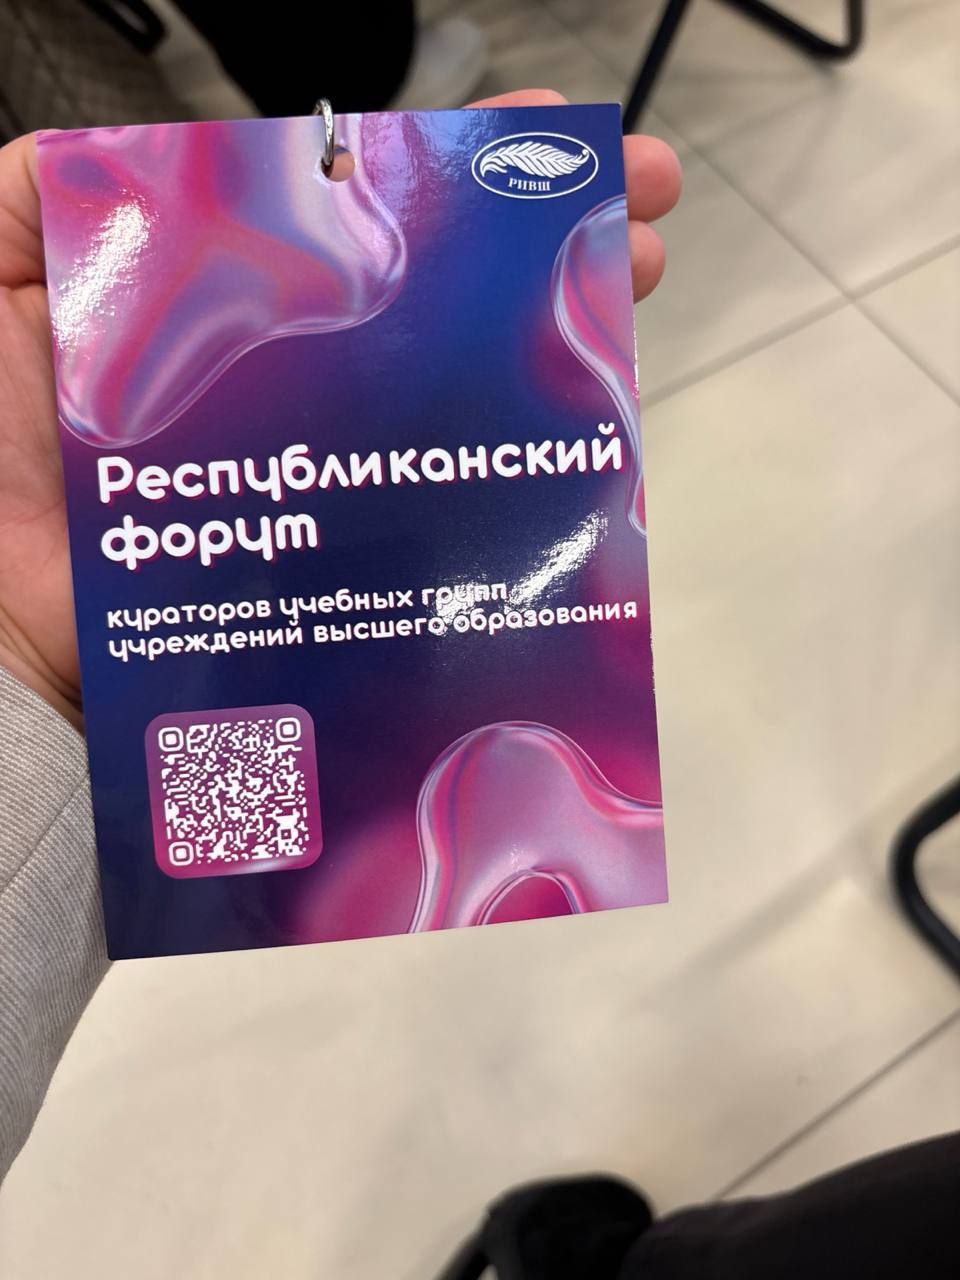 РИВШ
Республиканский
форум
кураторов учебных групп
учреждений высшего образования